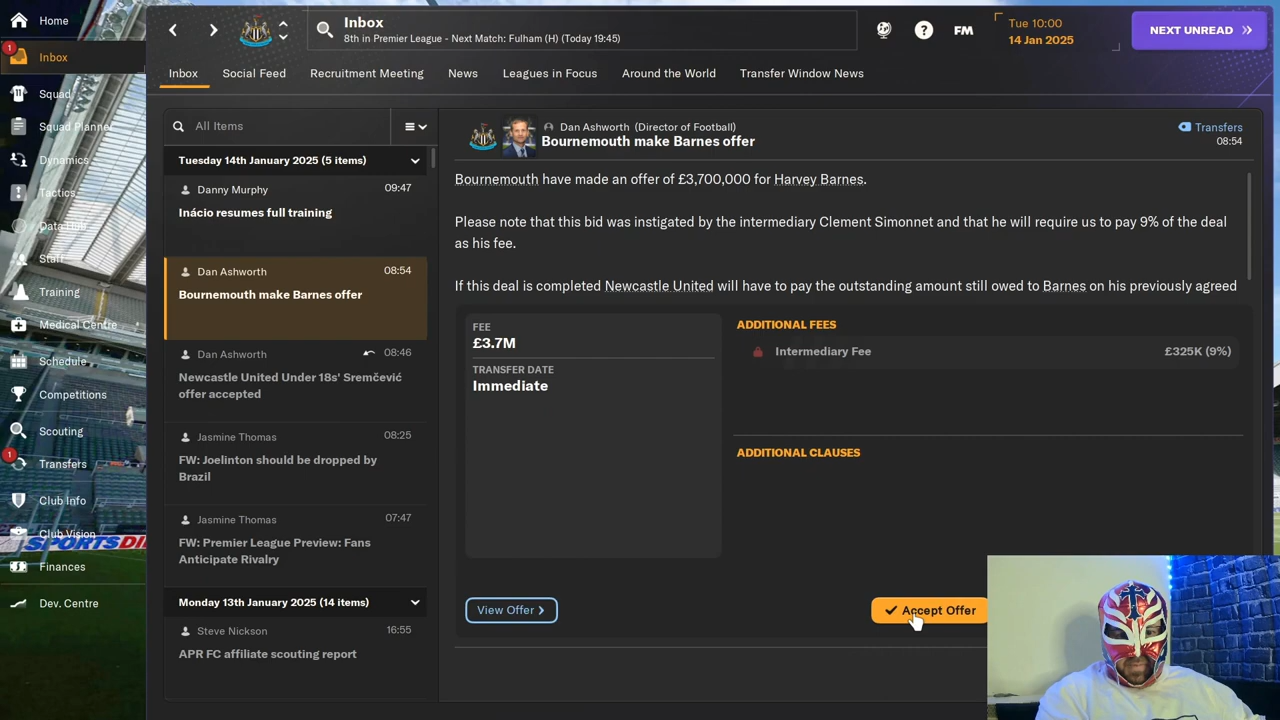 Home
1
Inbox
Squad
Squad Planner
Dynamics
Tactics
Data Hub
Staff
Training
Medical Centre
Schedule
Competitions
Scouting
1
Transfers
Club Info
Club Vision
SPORTS DI
Finances
Dev. Centre
Inbox
8th in Premier League - Next Match: Fulham (H) (Today 19:45)
?
FM
Tue 10:00
14 Jan 2025
NEXT UNREAD
Inbox
Social Feed
Recruitment Meeting
News
Leagues in Focus
Around the World
Transfer Window News
All Items
Tuesday 14th January 2025 (5 items)
Danny Murphy 09:47
Inácio resumes full training
Dan Ashworth 08:54
Bournemouth make Barnes offer
Dan Ashworth 08:46
Newcastle United Under 18s' Sremčević
offer accepted
Jasmine Thomas 08:25
FW: Joelinton should be dropped by
Brazil
Jasmine Thomas 07:47
FW: Premier League Preview: Fans
Anticipate Rivalry
Monday 13th January 2025 (14 items)
Steve Nickson 16:55
APR FC affiliate scouting report
Dan Ashworth (Director of Football)
Bournemouth make Barnes offer
Transfers
08:54
Bournemouth have made an offer of £3,700,000 for Harvey Barnes.
Please note that this bid was instigated by the intermediary Clement Simonnet and that he will require us to pay 9% of the deal
as his fee.
If this deal is completed Newcastle United will have to pay the outstanding amount still owed to Barnes on his previously agreed
FEE
£3.7M
TRANSFER DATE
Immediate
ADDITIONAL FEES
Intermediary Fee £325K (9%)
ADDITIONAL CLAUSES
View Offer
Accept Offer